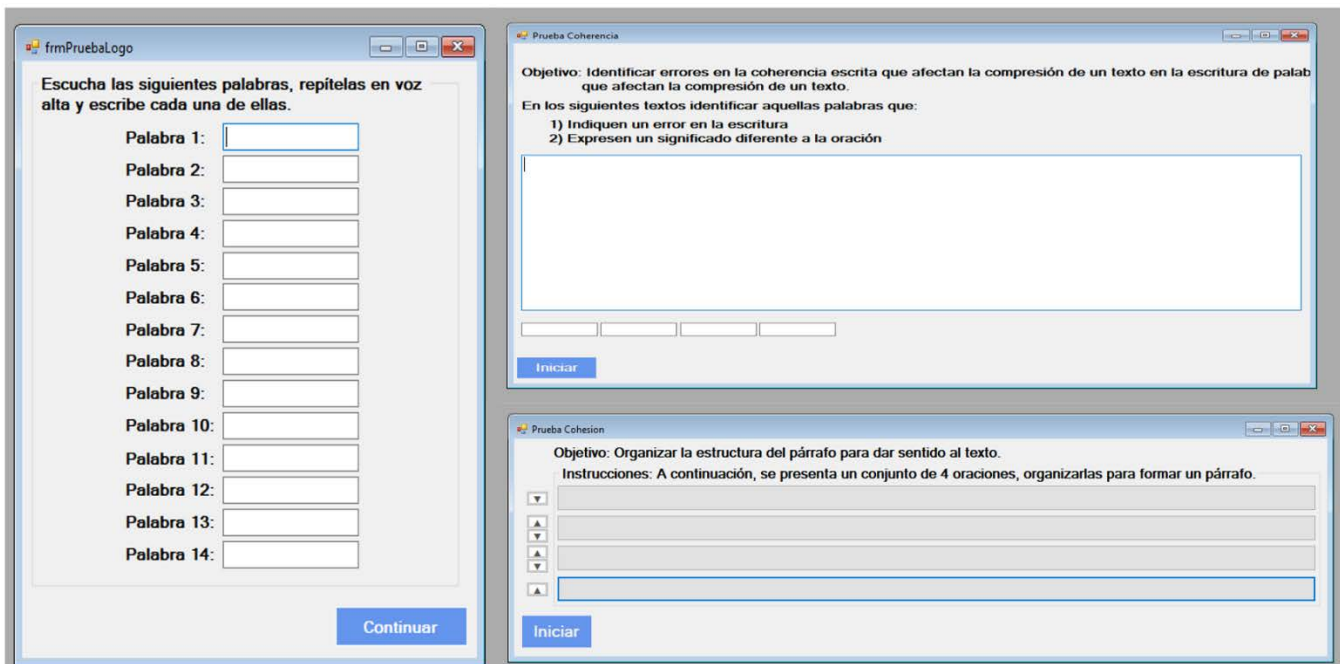 frmPruebaLogo
Escucha las siguientes palabras, repítelas en voz
alta y escribe cada una de ellas.
Palabra 1:
Palabra 2:
Palabra 3:
Palabra 4:
Palabra 5:
Palabra 6:
Palabra 7:
Palabra 8:
Palabra 9:
Palabra 10:
Palabra 11:
Palabra 12:
Palabra 13:
Palabra 14:
Continuar
Prueba Coherencia
Objetivo: Identificar errores en la coherencia escrita que afectan la compresión de un texto en la escritura de palab
que afectan la compresión de un texto.
En los siguientes textos identificar aquellas palabras que:
1) Indiquen un error en la escritura
2) Expresen un significado diferente a la oración
Iniciar
Prueba Cohesion
Objetivo: Organizar la estructura del párrafo para dar sentido al texto.
Instrucciones: A continuación, se presenta un conjunto de 4 oraciones, organizarlas para formar un párrafo.
Iniciar